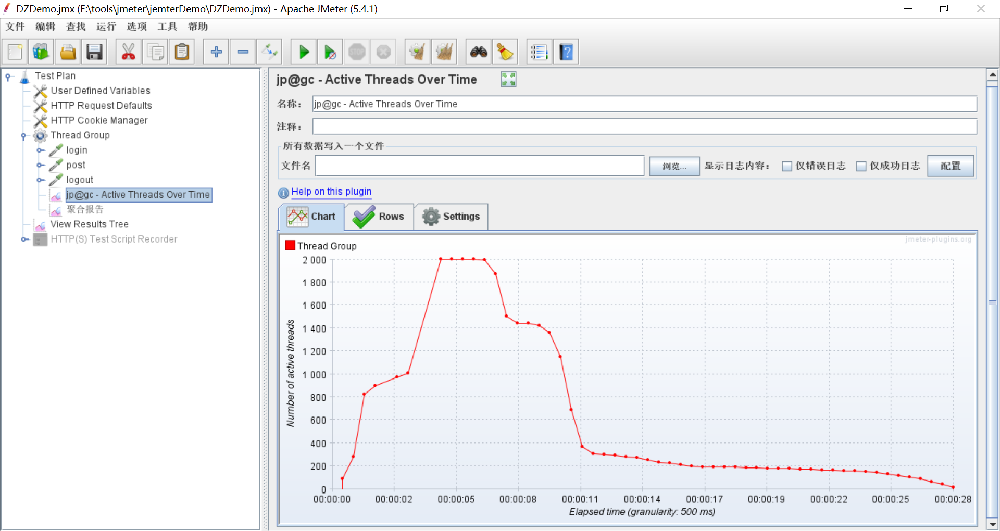 DZDemo.jmx (E:\tools\jmeter\jemterDemo\DZDemo.jmx) - Apache JMeter (5.4.1)
文件 编辑 查找 运行 选项 工具 帮助
STOP
Test Plan
User Defined Variables
HTTP Request Defaults
HTTP Cookie Manager
Thread Group
login
post
logout
jp@gc - Active Threads Over Time
聚合报告
View Results Tree
HTTP(S) Test Script Recorder
jp@gc - Active Threads Over Time
名称： jp@gc - Active Threads Over Time
注释：
所有数据写入一个文件
文件名 浏览... 显示日志内容： 仅错误日志 仅成功日志 配置
Help on this plugin
Chart Rows Settings
jmeter-plugins.org
Thread Group
2 000
1 800
1 600
1 400
1 200
1 000
800
600
400
200
0
Number of active threads
00:00:00 00:00:02 00:00:05 00:00:08 00:00:11 00:00:14 00:00:17 00:00:19 00:00:22 00:00:25 00:00:28
Elapsed time (granularity: 500 ms)